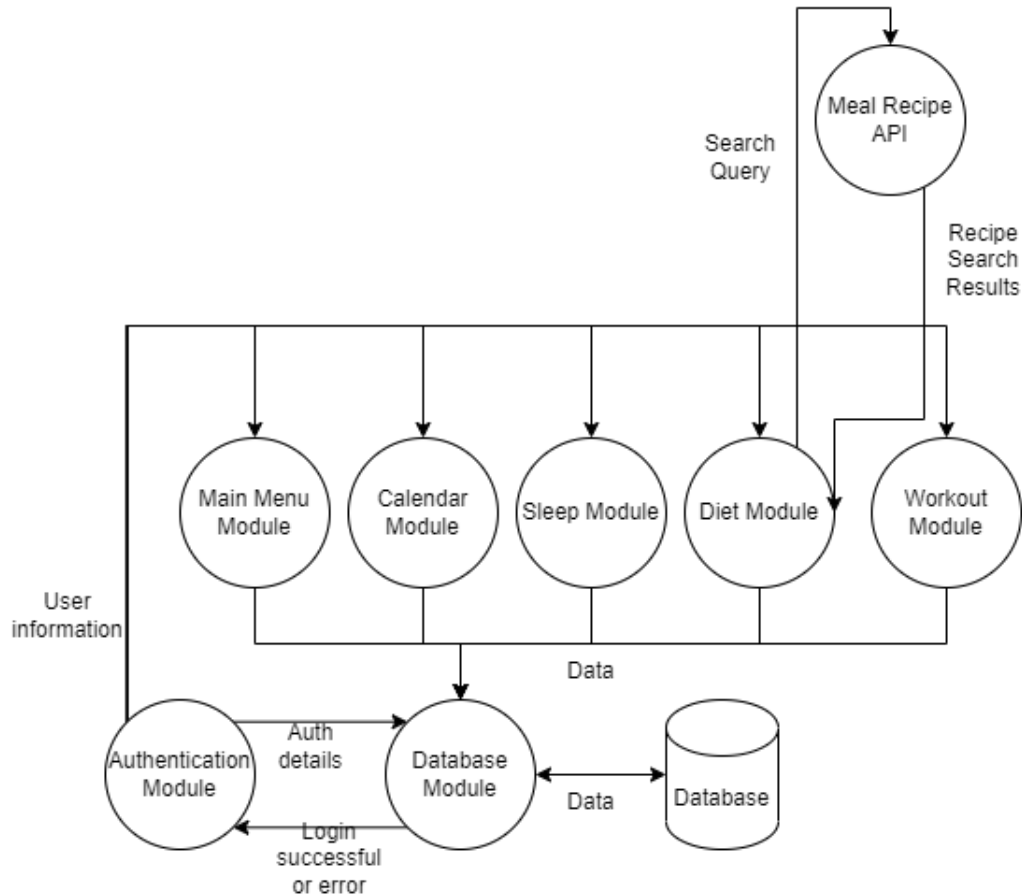 Meal Recipe
API
Search
Query
Recipe
Search
Results
Main Menu
Module
Calendar
Module
Sleep Module
Diet Module
Workout
Module
User
information
Data
Authentication
Module
Auth
details
Database
Module
Data
Database
Login
successful
or error